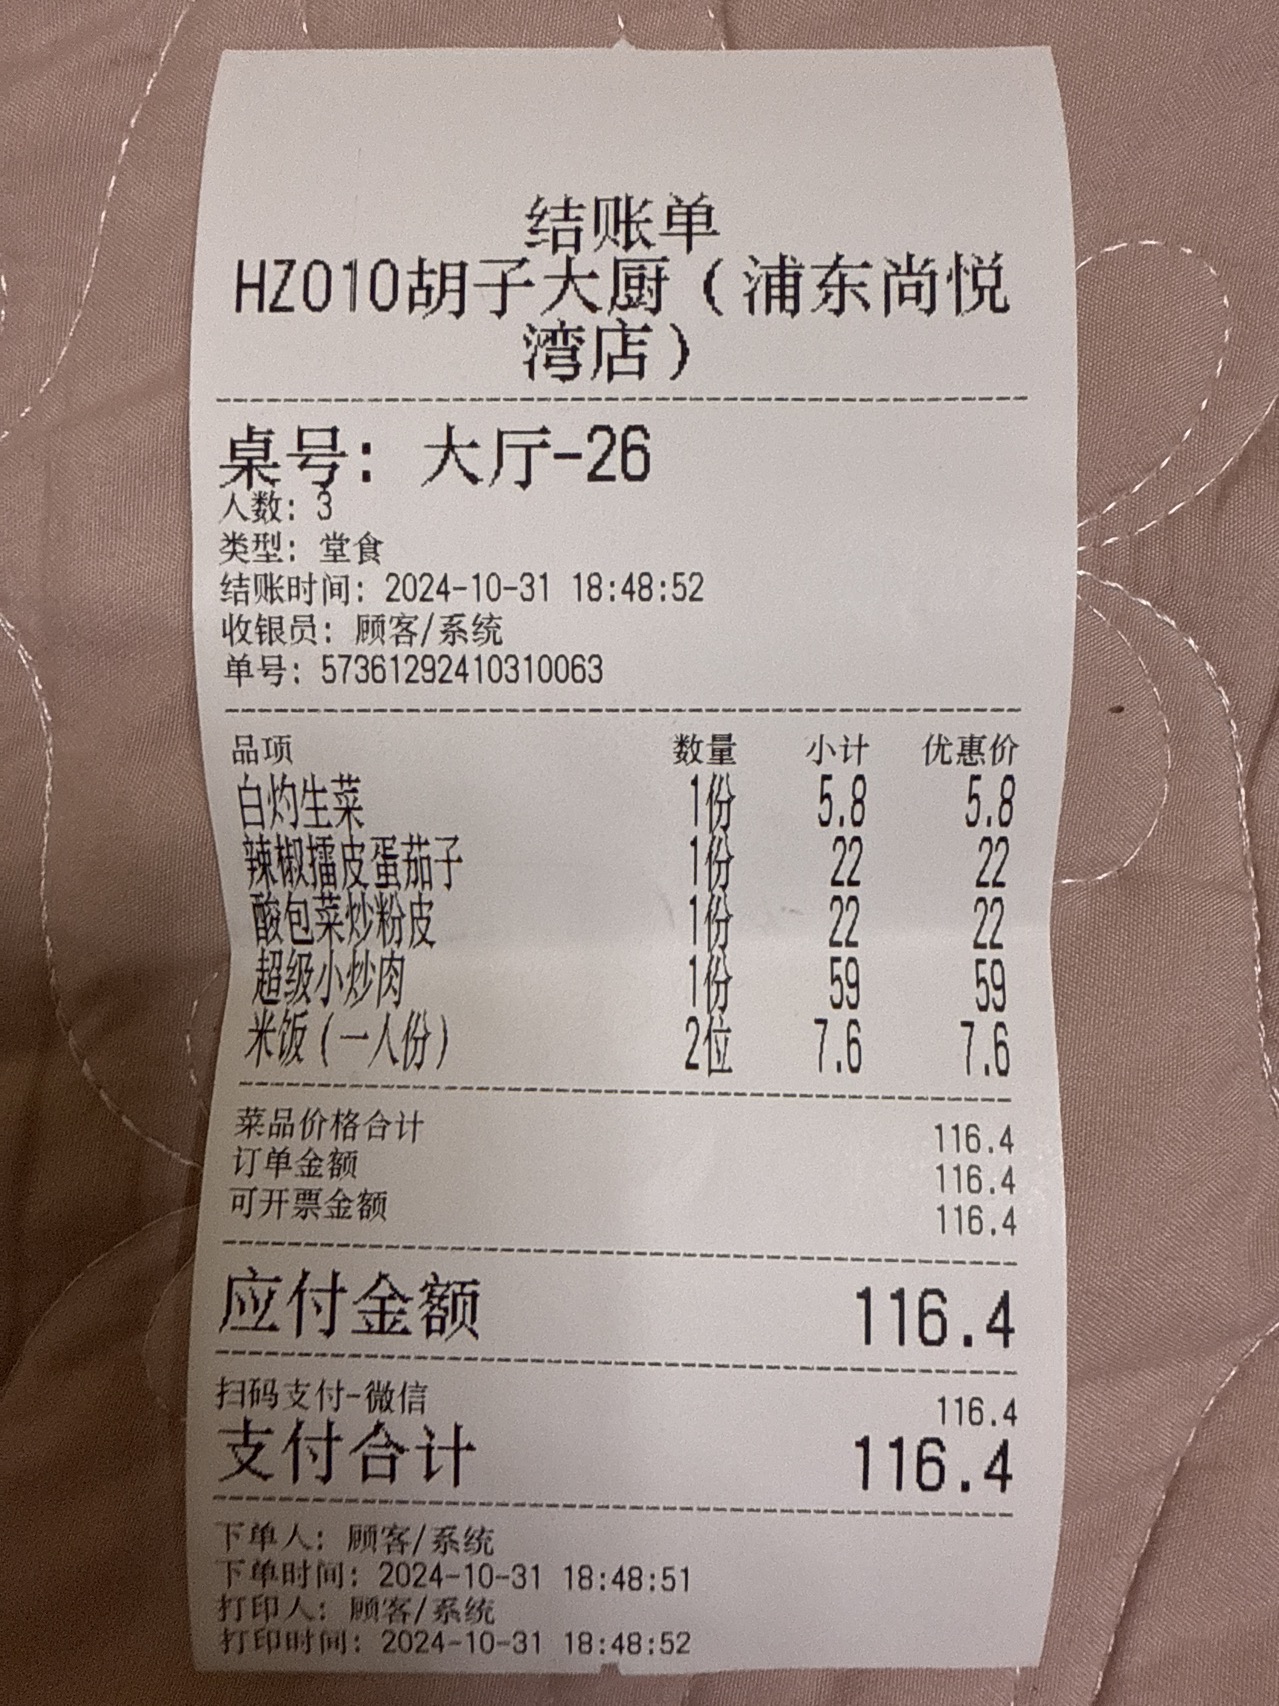 结账单
HZ010胡子大厨（浦东尚悦
湾店）
桌号: 大厅-26
人数: 3
类型: 堂食
结账时间: 2024-10-31 18:48:52
收银员: 顾客/系统
单号: 57361292410310063
品项 数量 小计 优惠价
白灼生菜 1份 5.8 5.8
辣椒擂皮蛋茄子 1份 22 22
酸包菜炒粉皮 1份 22 22
超级小炒肉 1份 59 59
米饭（一人份） 2位 7.6 7.6
菜品价格合计 116.4
订单金额 116.4
可开票金额 116.4
应付金额 116.4
扫码支付-微信 116.4
支付合计 116.4
下单人: 顾客/系统
下单时间: 2024-10-31 18:48:51
打印人: 顾客/系统
打印时间: 2024-10-31 18:48:52